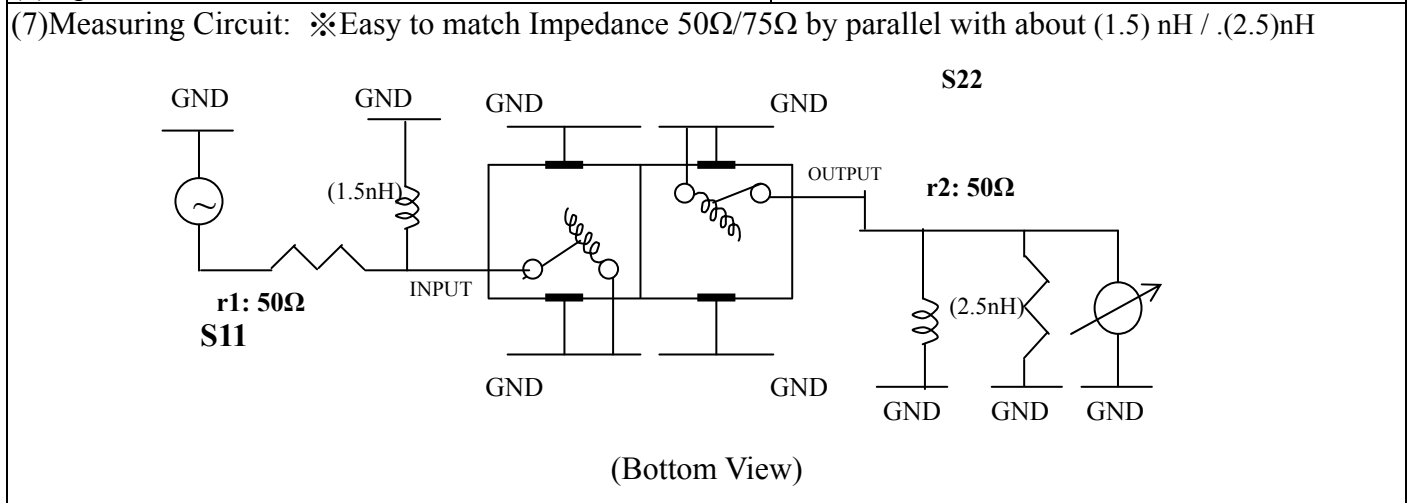 (7)Measuring Circuit: ※Easy to match Impedance 50Ω/75Ω by parallel with about (1.5) nH / .(2.5)nH
S22
GND GND GND GND
(1.5nH)
OUTPUT
r2: 50Ω
INPUT
r1: 50Ω
(2.5nH)
S11
GND GND
GND GND GND
(Bottom View)